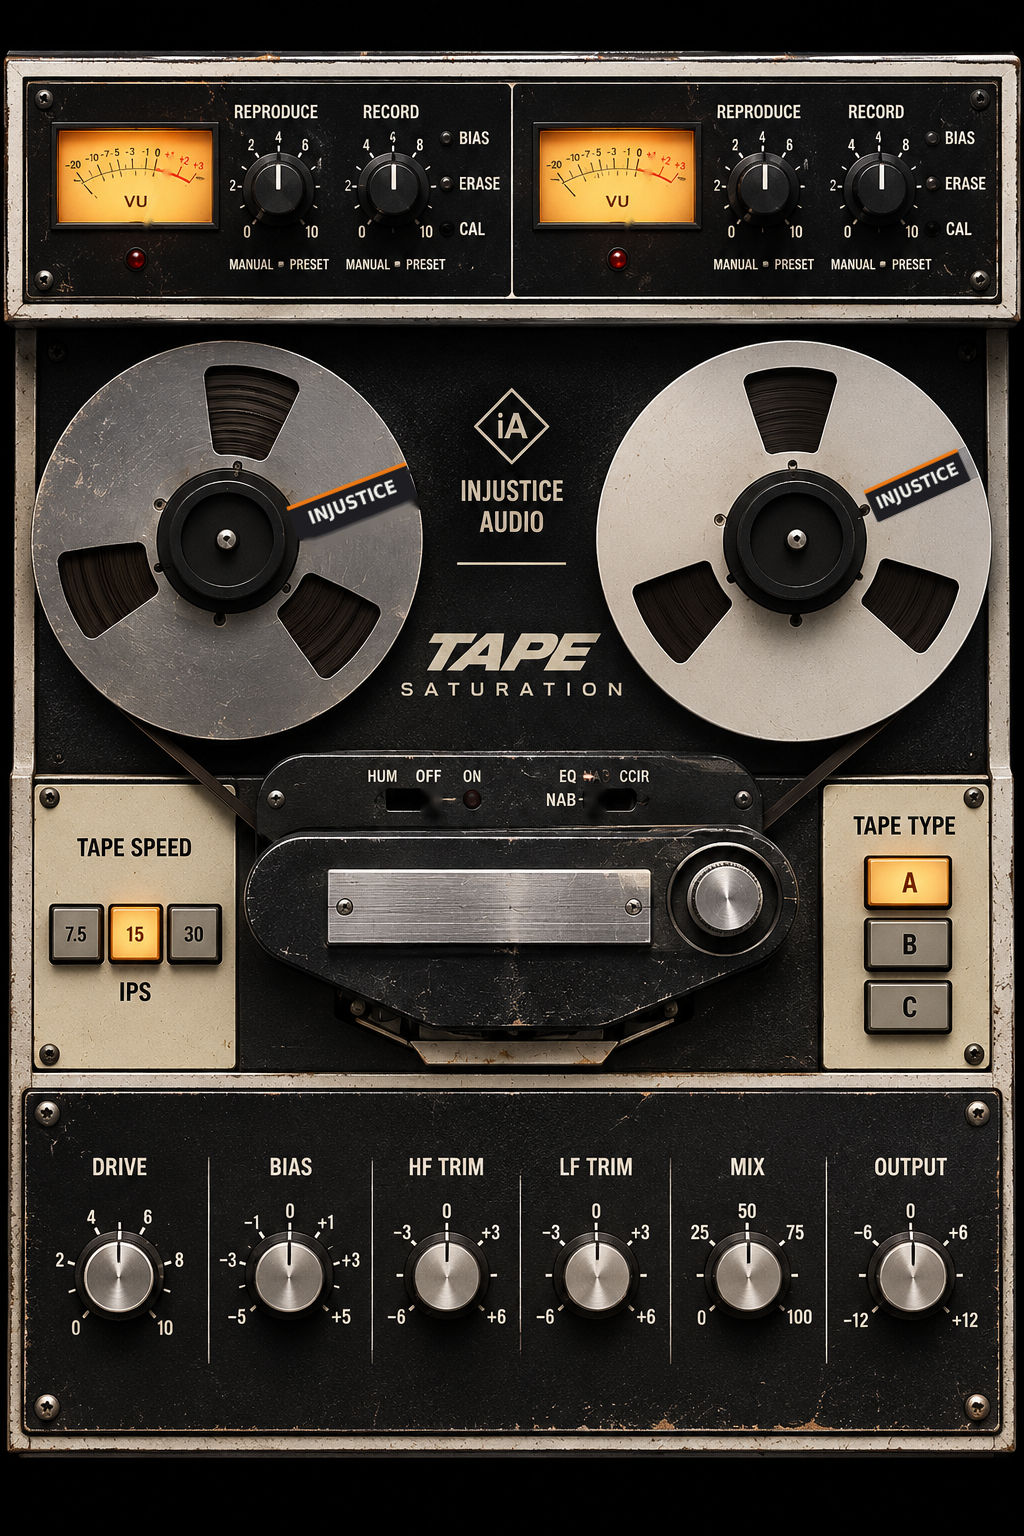 REPRODUCE
RECORD
REPRODUCE
RECORD
-20 -10 -7 -5 -3 -1 0 +1 +2 +3
VU
2 2 4 6
0 10
2 4 8
0 10
BIAS
ERASE
CAL
-20 -10 -7 -5 -3 -1 0 +1 +2 +3
VU
2 2 4 6
0 10
2 4 8
0 10
BIAS
ERASE
CAL
MANUAL PRESET
MANUAL PRESET
MANUAL PRESET
MANUAL PRESET
iA
INJUSTICE
INJUSTICE
INJUSTICE
AUDIO
TAPE
SATURATION
HUM OFF ON
EQ NAB CCIR
NAB-
TAPE SPEED
7.5 15 30
IPS
TAPE TYPE
A
B
C
DRIVE
0 2 4 6 8 10
BIAS
-5 -3 -1 0 +1 +3 +5
HF TRIM
-6 -3 0 +3 +6
LF TRIM
-6 -3 0 +3 +6
MIX
0 25 50 75 100
OUTPUT
-12 -6 0 +6 +12